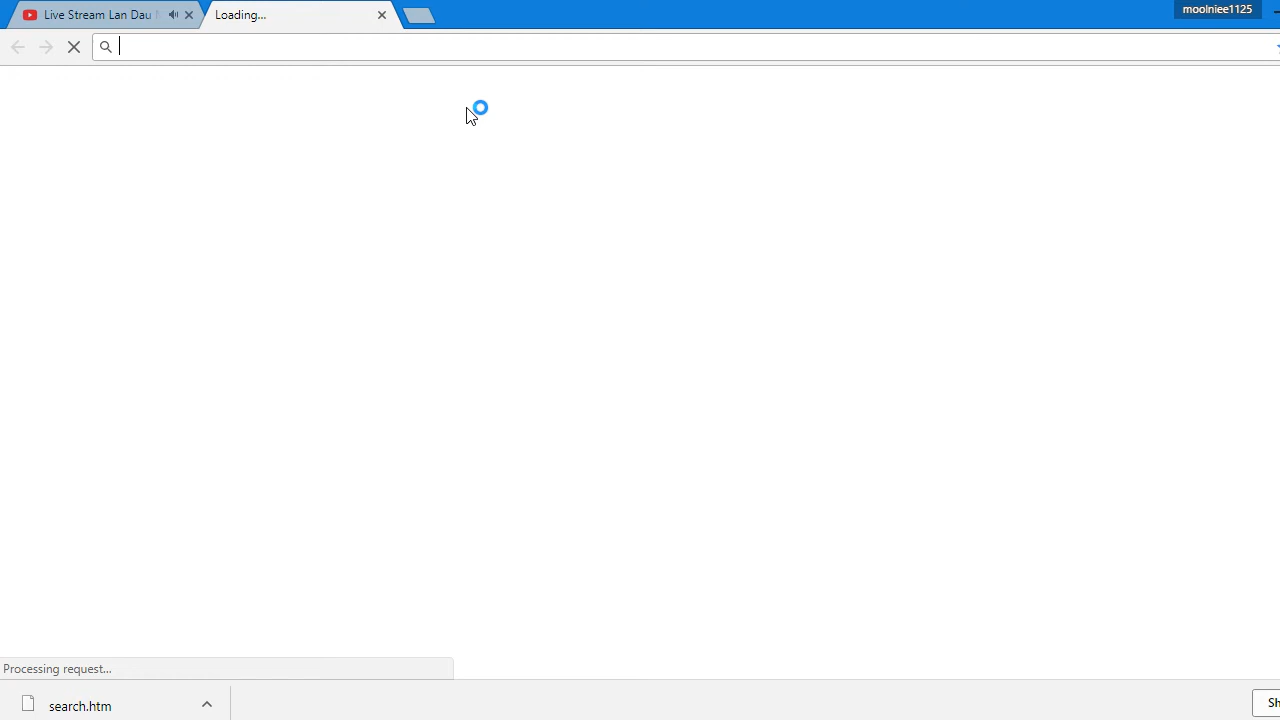 Live Stream Lan Dau
Loading...
moolniee1125
Processing request...
search.htm
Sh